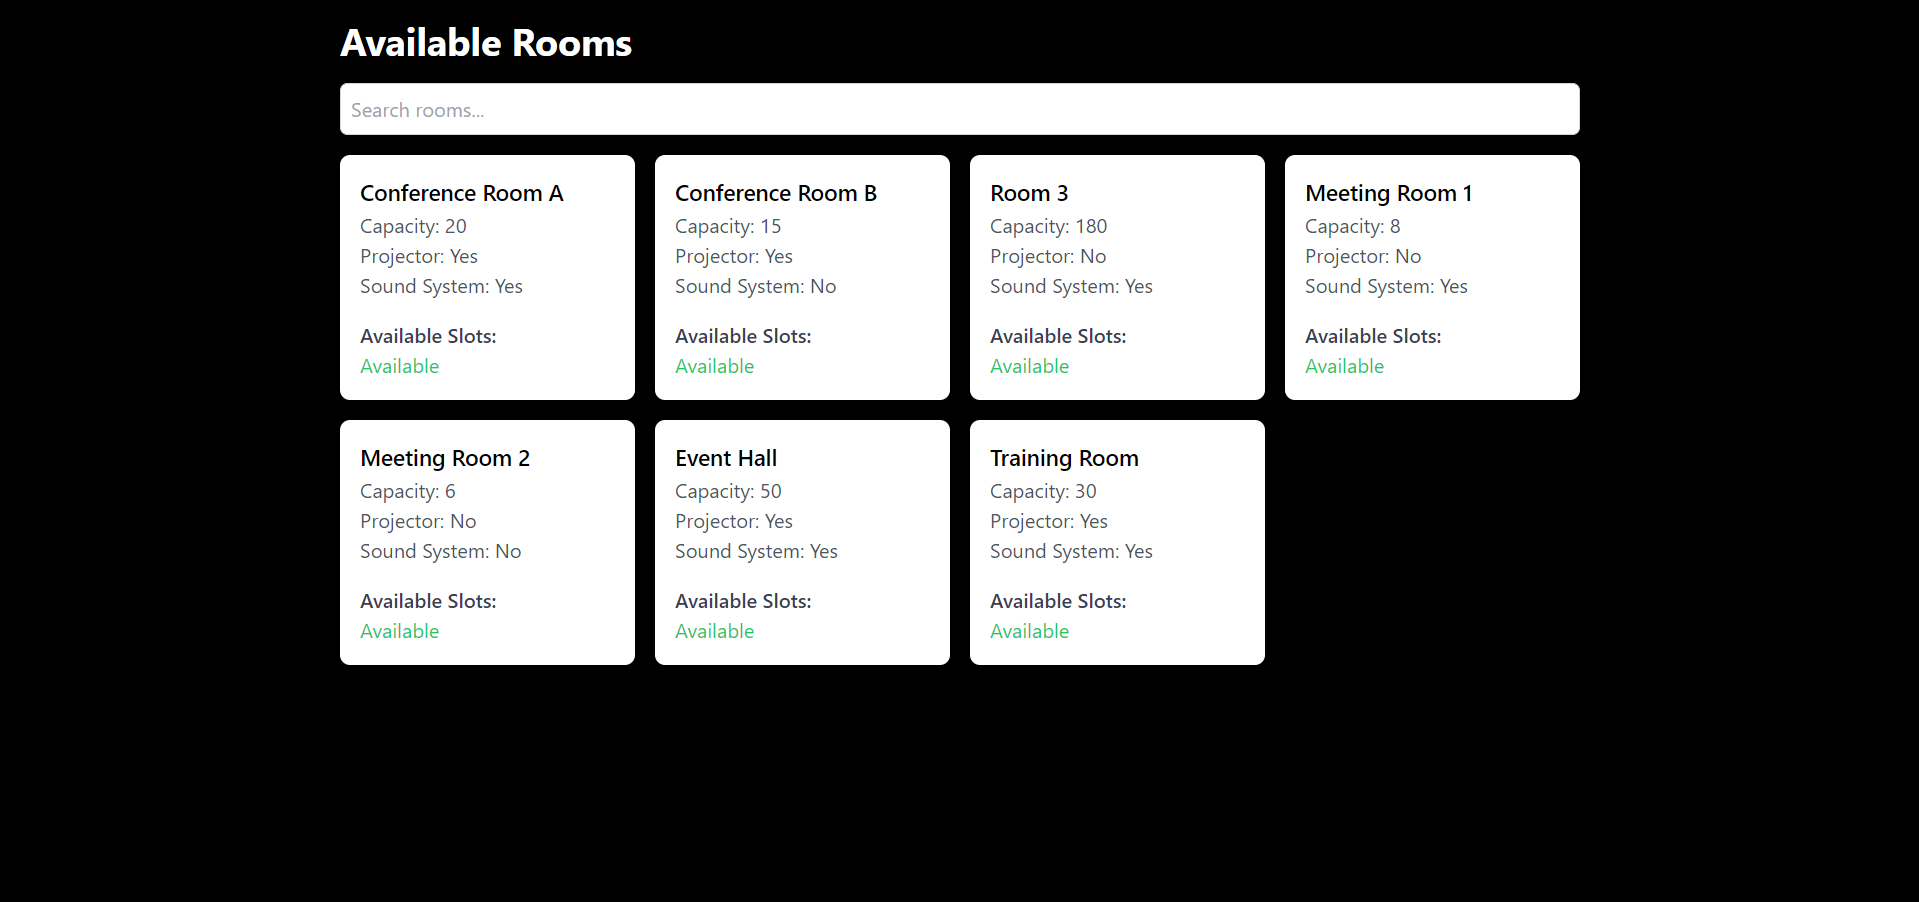 Available Rooms
Search rooms...
Conference Room A
Capacity: 20
Projector: Yes
Sound System: Yes
Available Slots:
Available
Conference Room B
Capacity: 15
Projector: Yes
Sound System: No
Available Slots:
Available
Room 3
Capacity: 180
Projector: No
Sound System: Yes
Available Slots:
Available
Meeting Room 1
Capacity: 8
Projector: No
Sound System: Yes
Available Slots:
Available
Meeting Room 2
Capacity: 6
Projector: No
Sound System: No
Available Slots:
Available
Event Hall
Capacity: 50
Projector: Yes
Sound System: Yes
Available Slots:
Available
Training Room
Capacity: 30
Projector: Yes
Sound System: Yes
Available Slots:
Available